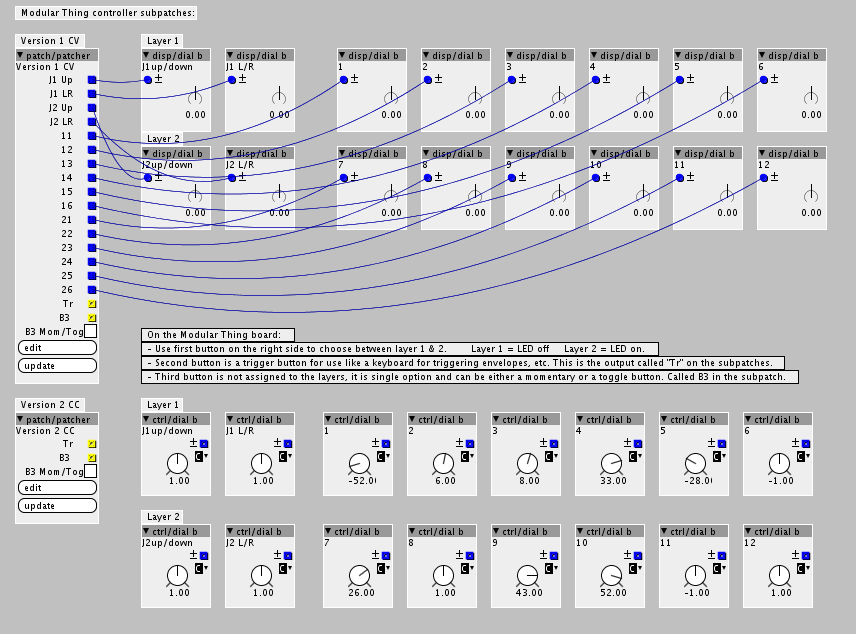 Modular Thing controller subpatches:
Version 1 CV
patch/patcher
Version 1 CV
J1 Up
J1 LR
J2 Up
J2 LR
11
12
13
14
15
16
21
22
23
24
25
26
Tr
B3
B3 Mom/Tog
edit
update
Layer 1
disp/dial b disp/dial b disp/dial b disp/dial b disp/dial b disp/dial b disp/dial b disp/dial b
J1up/down J1 L/R 1 2 3 4 5 6
± ± ± ± ± ± ± ±
0.00 0.00 0.00 0.00 0.00 0.00 0.00 0.00
Layer 2
disp/dial b disp/dial b disp/dial b disp/dial b disp/dial b disp/dial b disp/dial b disp/dial b
J2up/down J2 L/R 7 8 9 10 11 12
± ± ± ± ± ± ± ±
0.00 0.00 0.00 0.00 0.00 0.00 0.00 0.00
On the Modular Thing board:
- Use first button on the right side to choose between layer 1 & 2. Layer 1 = LED off Layer 2 = LED on.
- Second button is a trigger button for use like a keyboard for triggering envelopes, etc. This is the output called "Tr" on the subpatches.
- Third button is not assigned to the layers, it is single option and can be either a momentary or a toggle button. Called B3 in the subpatch.
Version 2 CC
patch/patcher
Version 2 CC
Tr
B3
B3 Mom/Tog
edit
update
Layer 1
ctrl/dial b ctrl/dial b ctrl/dial b ctrl/dial b ctrl/dial b ctrl/dial b ctrl/dial b ctrl/dial b
J1up/down J1 L/R 1 2 3 4 5 6
± ± ± ± ± ± ± ±
C C C C C C C C
1.00 1.00 -52.0 6.00 8.00 33.00 -28.0 -1.00
Layer 2
ctrl/dial b ctrl/dial b ctrl/dial b ctrl/dial b ctrl/dial b ctrl/dial b ctrl/dial b ctrl/dial b
J2up/down J2 L/R 7 8 9 10 11 12
± ± ± ± ± ± ± ±
C C C C C C C C
1.00 1.00 26.00 1.00 43.00 52.00 -1.00 1.00